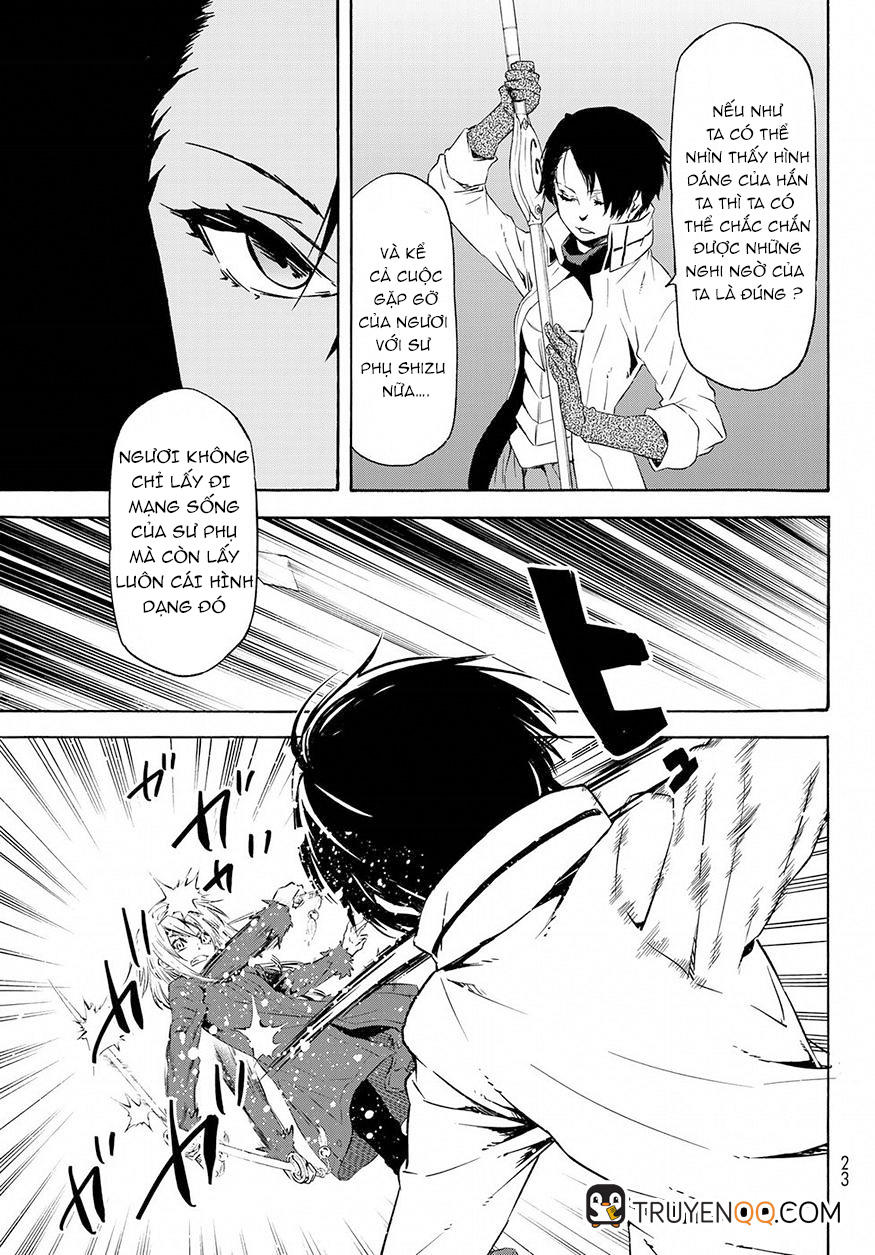 NẾU NHƯ
TA CÓ THỂ
NHÌN THẤY HÌNH
DÁNG CỦA HẮN
TA THÌ TA CÓ
THỂ CHẮC CHẮN
ĐƯỢC NHỮNG
NGHI NGỜ CỦA
TA LÀ ĐÚNG ?
VÀ KỂ
CẢ CUỘC
GẶP GỠ
CỦA NGƯƠI
VỚI SƯ
PHỤ SHIZU
NỮA....
NGƯƠI KHÔNG
CHỈ LẤY ĐI
MẠNG SỐNG
CỦA SƯ PHỤ
MÀ CÒN LẤY
LUÔN CÁI HÌNH
DẠNG ĐÓ
ヒュ
ガガガガガガ
23
TRUYENQQ.COM